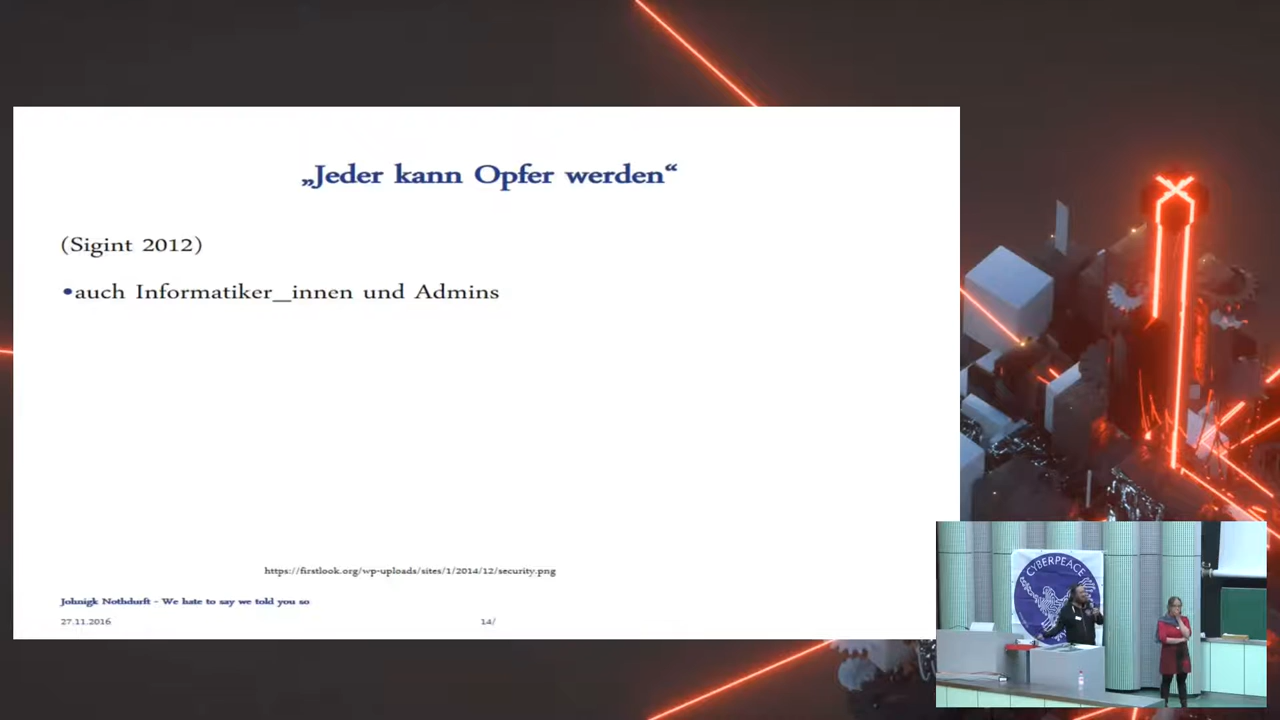 „Jeder kann Opfer werden“
(Sigint 2012)
•auch Informatiker_innen und Admins
https://firstlook.org/wp-uploads/sites/1/2014/12/security.png
Johnigk Nothdurft - We hate to say we told you so
27.11.2016
14/
CYBERPEACE